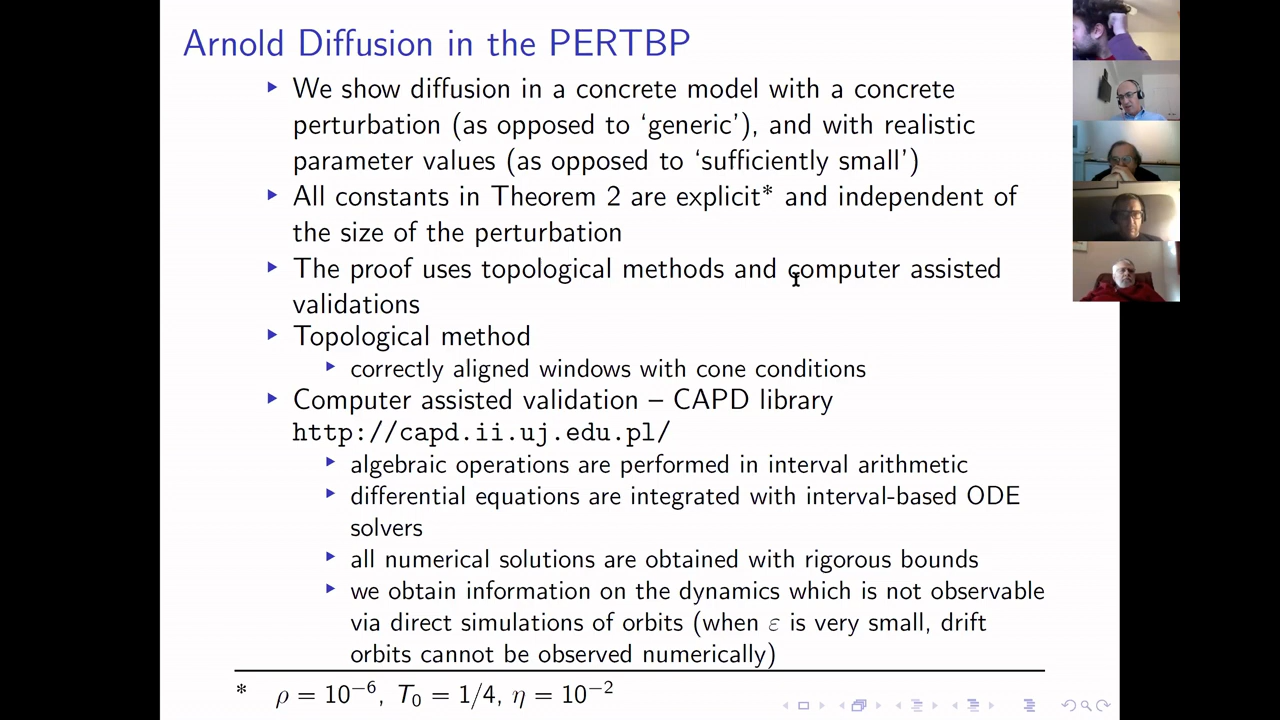 Arnold Diffusion in the PERTBP
We show diffusion in a concrete model with a concrete
perturbation (as opposed to ‘generic’), and with realistic
parameter values (as opposed to ‘sufficiently small’)
All constants in Theorem 2 are explicit* and independent of
the size of the perturbation
The proof uses topological methods and computer assisted
validations
Topological method
correctly aligned windows with cone conditions
Computer assisted validation – CAPD library
http://capd.ii.uj.edu.pl/
algebraic operations are performed in interval arithmetic
differential equations are integrated with interval-based ODE
solvers
all numerical solutions are obtained with rigorous bounds
we obtain information on the dynamics which is not observable
via direct simulations of orbits (when ε is very small, drift
orbits cannot be observed numerically)
* ρ = 10⁻⁶, T₀ = 1/4, η = 10⁻²